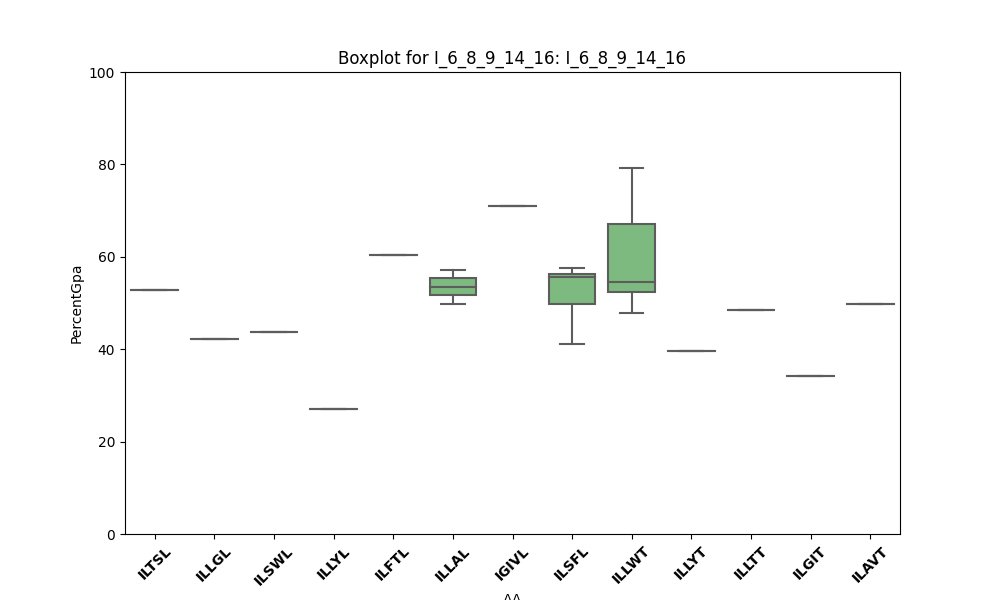 Boxplot for I_6_8_9_14_16: I_6_8_9_14_16
100
80
60
40
20
0
PercentGpa
ILTSL
ILLGL
ILSWL
ILLYL
ILFTL
ILLAL
IGIVL
ILSFL
ILLWT
ILLYT
ILLTT
ILGIT
ILAVT
AA